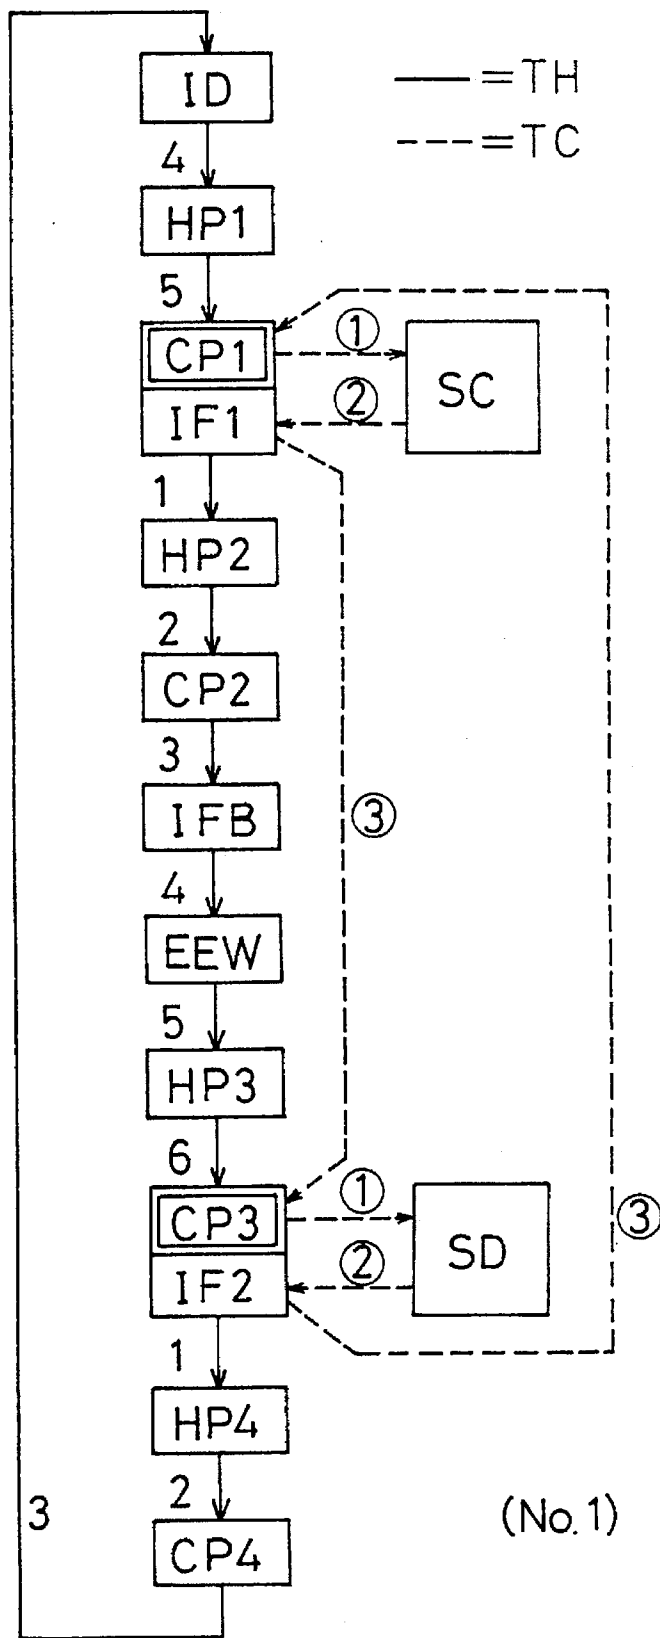 ID
— = TH
--- = TC
4
HP1
5
CP1
①
SC
IF1
②
1
HP2
2
CP2
3
IFB
③
4
EEW
5
HP3
6
CP3
①
SD
③
IF2
②
1
HP4
2
3
(No.1)
CP4